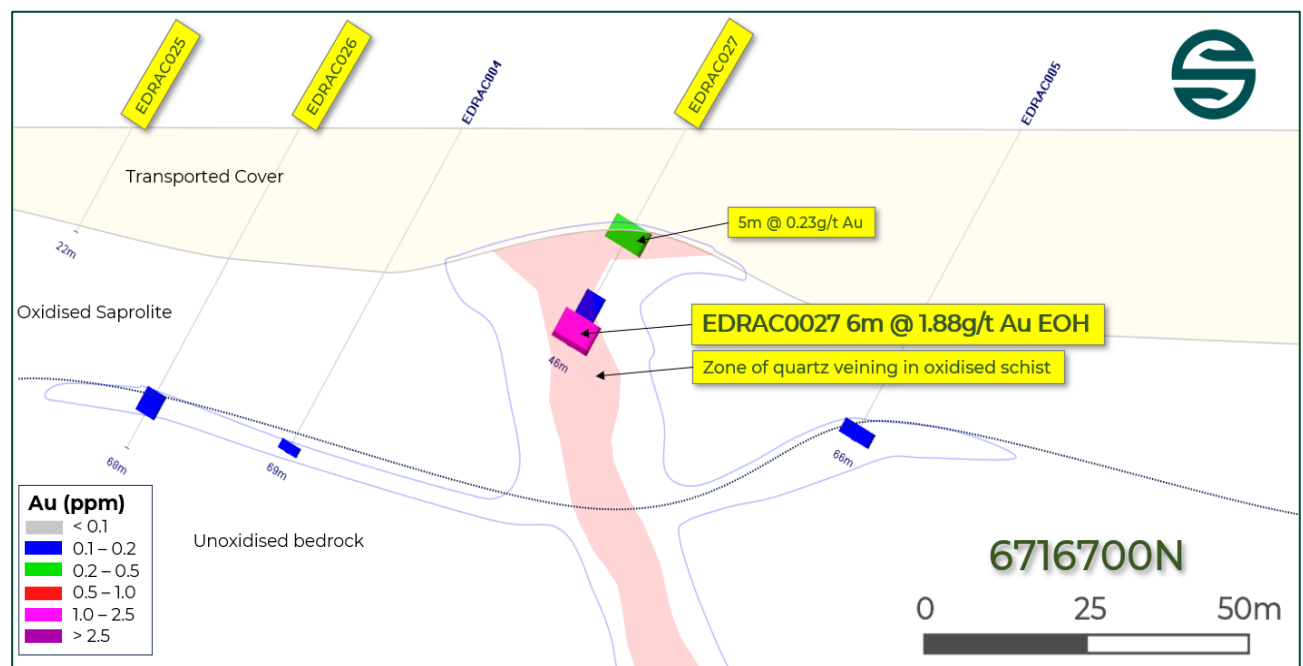 EDRAC025
EDRAC026
EDRAC004
EDRAC027
EDRAC005
Transported Cover
5m @ 0.23g/t Au
22m
Oxidised Saprolite
EDRAC0027 6m @ 1.88g/t Au EOH
46m
Zone of quartz veining in oxidised schist
68m
69m
66m
Au (ppm)
< 0.1
0.1 – 0.2
0.2 – 0.5
0.5 – 1.0
1.0 – 2.5
> 2.5
Unoxidised bedrock
6716700N
0 25 50m